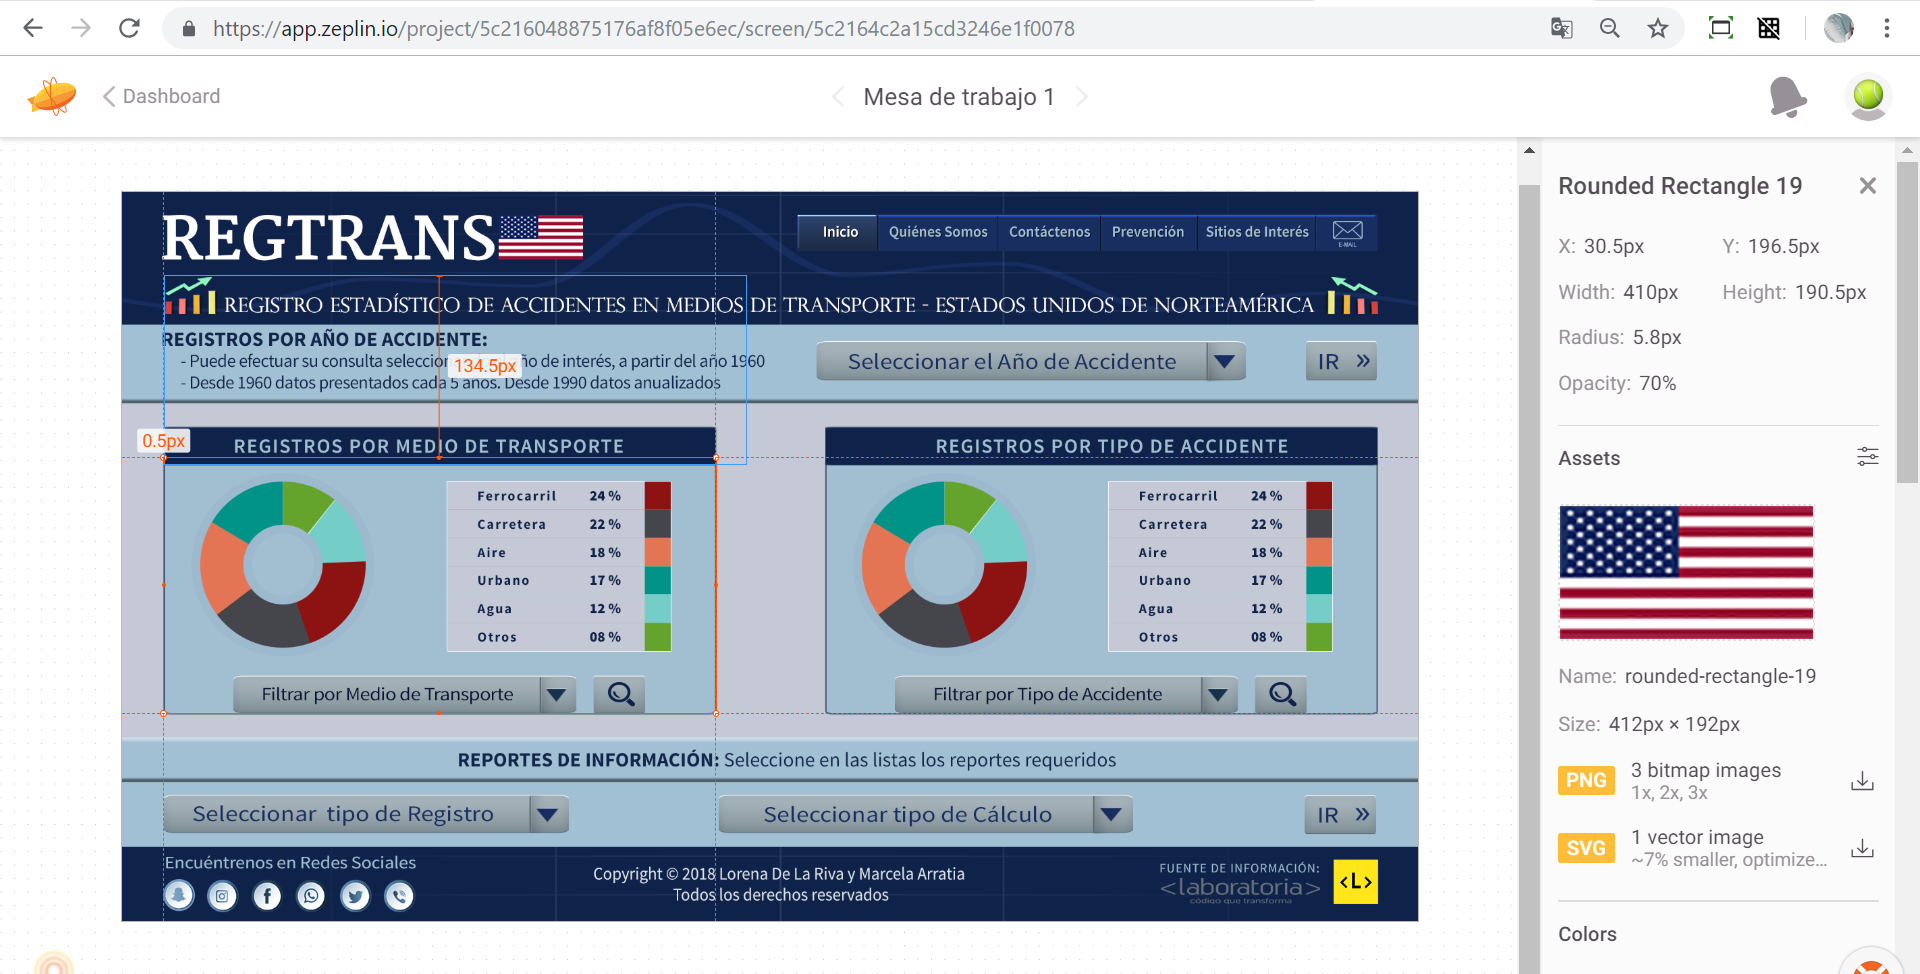 https://app.zeplin.io/project/5c216048875176af8f05e6ec/screen/5c2164c2a15cd3246e1f0078
Dashboard
Mesa de trabajo 1
REGTRANS
Inicio
Quiénes Somos
Contáctenos
Prevención
Sitios de Interés
E-MAIL
REGISTRO ESTADÍSTICO DE ACCIDENTES EN MEDIOS DE TRANSPORTE - ESTADOS UNIDOS DE NORTEAMÉRICA
REGISTROS POR AÑO DE ACCIDENTE:
- Puede efectuar su consulta seleccio ño de interés, a partir del año 1960
- Desde 1960 datos presentados cada 5 años. Desde 1990 datos anualizados
134.5px
Seleccionar el Año de Accidente
IR »
0.5px
REGISTROS POR MEDIO DE TRANSPORTE
Ferrocarril 24 %
Carretera 22 %
Aire 18 %
Urbano 17 %
Agua 12 %
Otros 08 %
Filtrar por Medio de Transporte
REGISTROS POR TIPO DE ACCIDENTE
Ferrocarril 24 %
Carretera 22 %
Aire 18 %
Urbano 17 %
Agua 12 %
Otros 08 %
Filtrar por Tipo de Accidente
REPORTES DE INFORMACIÓN: Seleccione en las listas los reportes requeridos
Seleccionar tipo de Registro
Seleccionar tipo de Cálculo
IR »
Encuéntrenos en Redes Sociales
Copyright © 2018 Lorena De La Riva y Marcela Arratia
Todos los derechos reservados
FUENTE DE INFORMACIÓN:
<laboratoria>
código que transforma
<L>
Rounded Rectangle 19
X: 30.5px
Y: 196.5px
Width: 410px
Height: 190.5px
Radius: 5.8px
Opacity: 70%
Assets
Name: rounded-rectangle-19
Size: 412px × 192px
PNG
3 bitmap images
1x, 2x, 3x
SVG
1 vector image
~7% smaller, optimize...
Colors